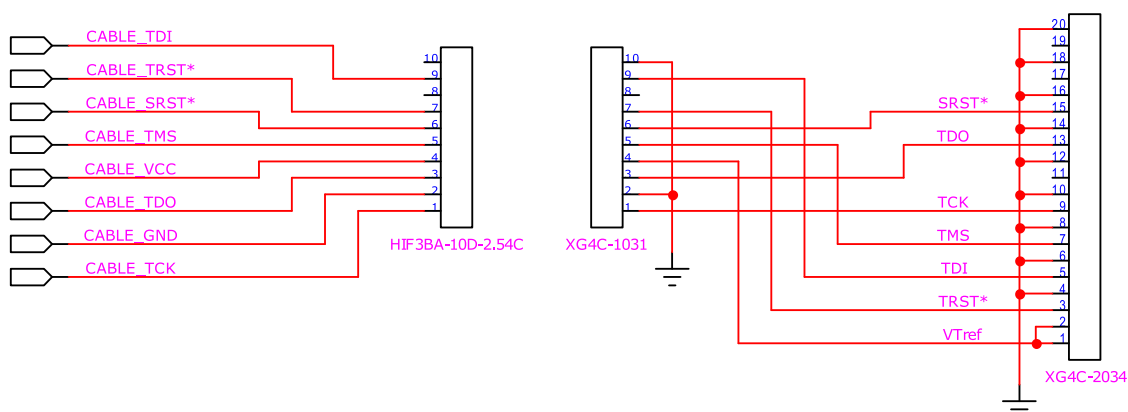 CABLE_TDI
CABLE_TRST*
CABLE_SRST*
CABLE_TMS
CABLE_VCC
CABLE_TDO
CABLE_GND
CABLE_TCK
10
9
8
7
6
5
4
3
2
1
HIF3BA-10D-2.54C
10
9
8
7
6
5
4
3
2
1
XG4C-1031
SRST*
TDO
TCK
TMS
TDI
TRST*
VTref
20
19
18
17
16
15
14
13
12
11
10
9
8
7
6
5
4
3
2
1
XG4C-2034